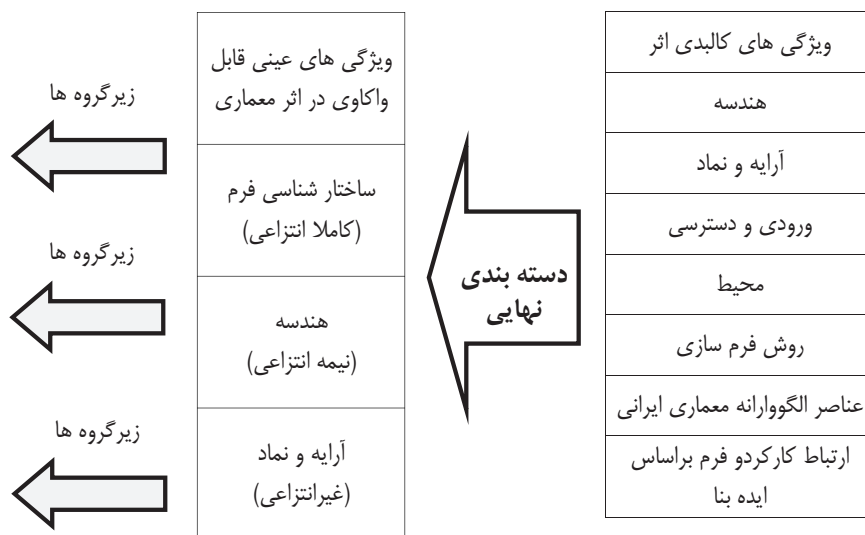 ویژگی های کالبدی اثر
هندسه
آرایه و نماد
ورودی و دسترسی
محیط
روش فرم سازی
عناصر الگووارانه معماری ایرانی
ارتباط کارکردو فرم براساس
ایده بنا
دسته بندی
نهایی
ویژگی های عینی قابل
واکاوی در اثر معماری
ساختار شناسی فرم
(کاملا انتزاعی)
هندسه
(نیمه انتزاعی)
آرایه و نماد
(غیرانتزاعی)
زیرگروه ها
زیرگروه ها
زیرگروه ها